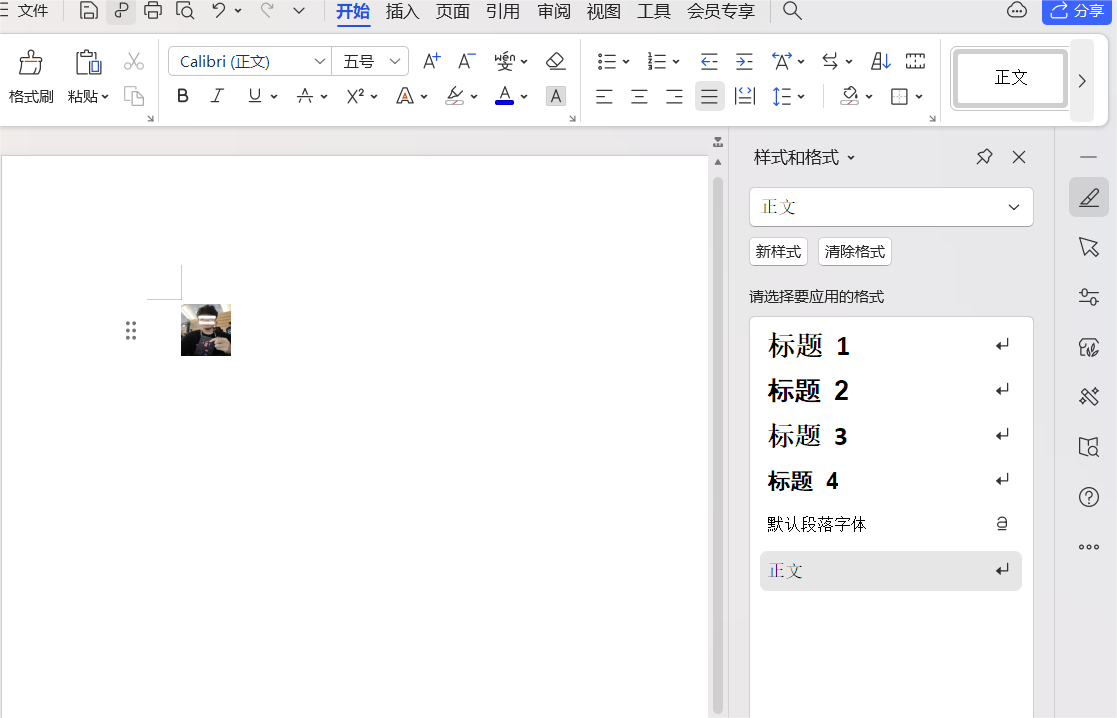 文件 开始 插入 页面 引用 审阅 视图 工具 会员专享 分享
Calibri (正文) 五号 A+ A- wén 文
格式刷 粘贴 B I U A X² A A A 正文
样式和格式
正文
新样式 清除格式
请选择要应用的格式
标题 1
标题 2
标题 3
标题 4
默认段落字体 a
正文